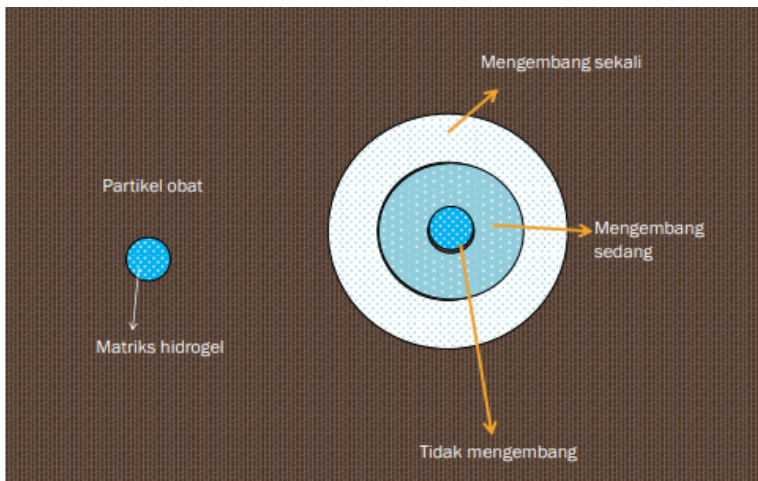 Mengembang sekali
Partikel obat
Mengembang
sedang
Matriks hidrogel
Tidak mengembang